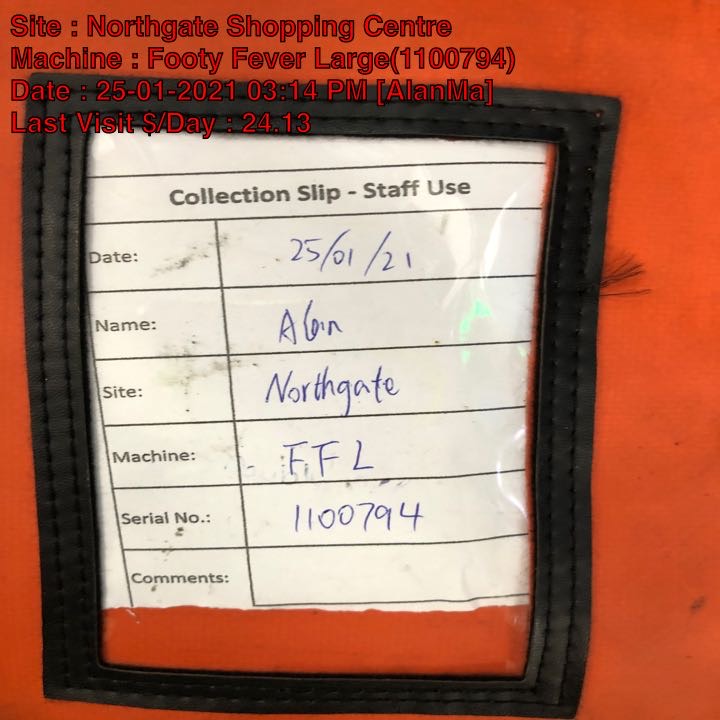 Site : Northgate Shopping Centre
Machine : Footy Fever Large(1100794)
Date : 25-01-2021 03:14 PM [AlanMa]
Last Visit $/Day : 24.13
Collection Slip - Staff Use
Date: 25/01/21
Name: Alan
Site: Northgate
Machine: FFL
Serial No.: 1100794
Comments: